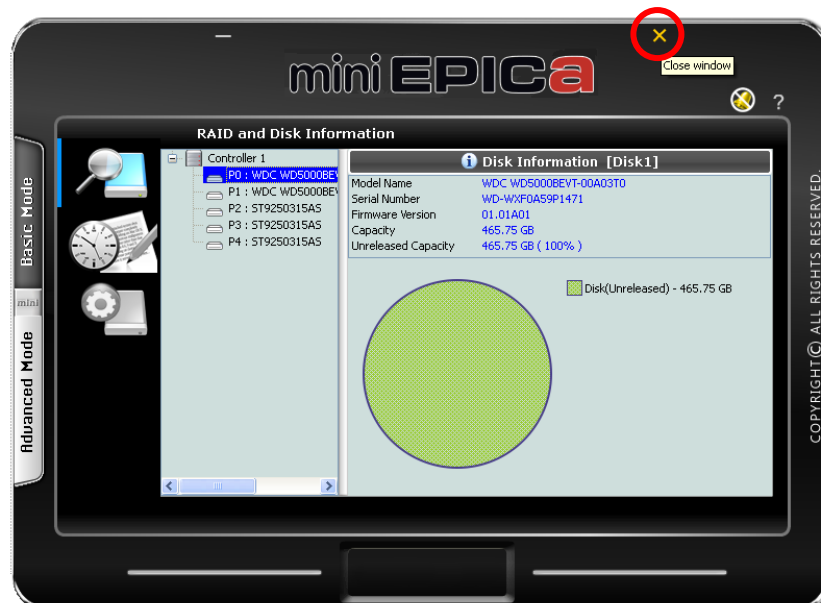 mini EPICa
Close window
?
RAID and Disk Information
Basic Mode
mini
Advanced Mode
Controller 1
P0 : WDC WD5000BEV
P1 : WDC WD5000BEV
P2 : ST9250315AS
P3 : ST9250315AS
P4 : ST9250315AS
Disk Information [Disk1]
Model Name WDC WD5000BEVT-00A03T0
Serial Number WD-WXF0A59P1471
Firmware Version 01.01A01
Capacity 465.75 GB
Unreleased Capacity 465.75 GB ( 100% )
Disk(Unreleased) - 465.75 GB
COPYRIGHT(C) ALL RIGHTS RESERVED.